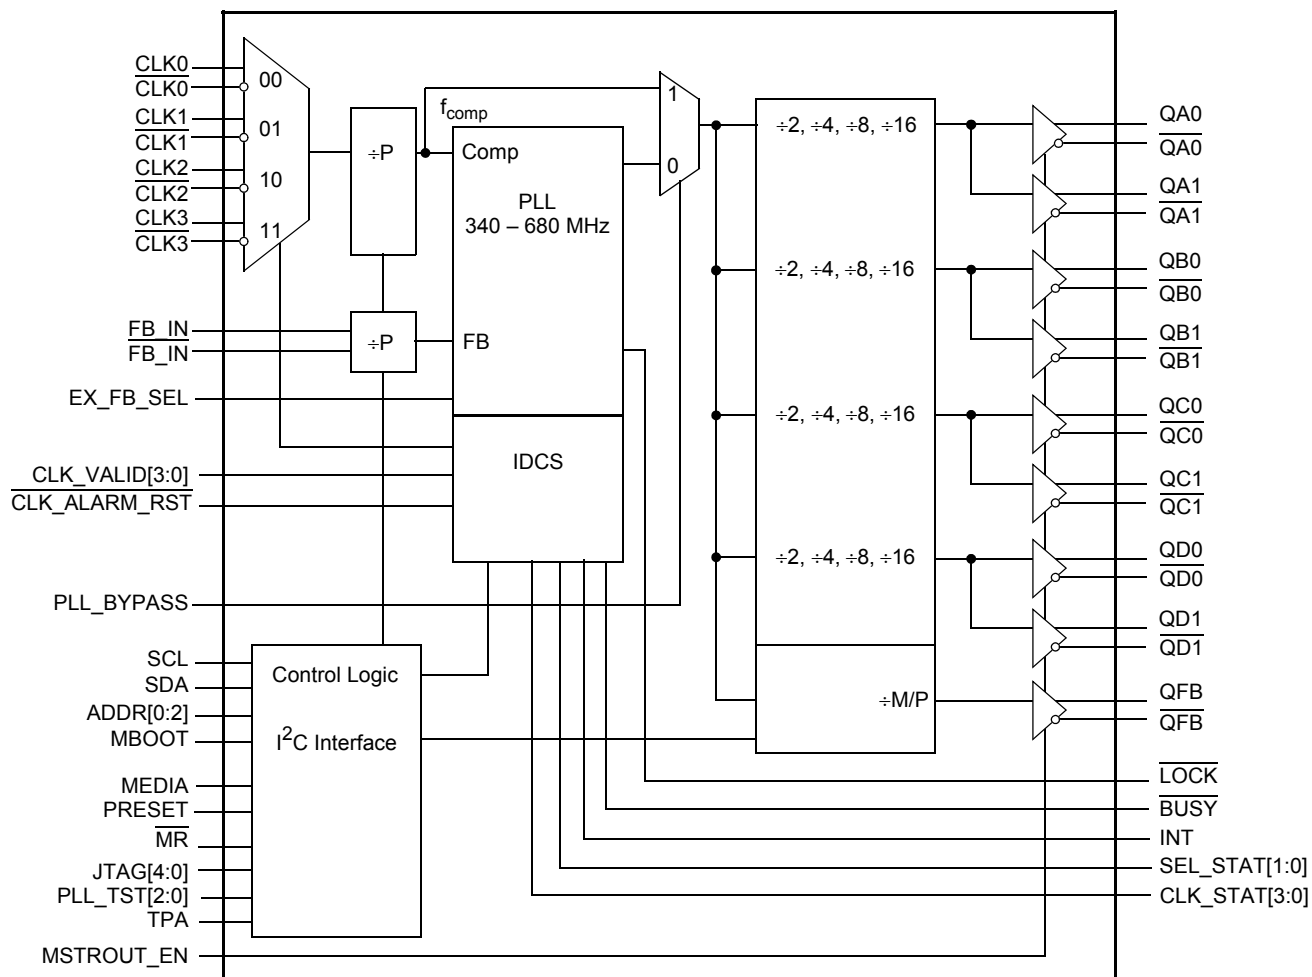 CLK0
CLK0
CLK1
CLK1
CLK2
CLK2
CLK3
CLK3
00
01
10
11
÷P
fcomp
Comp
PLL
340 – 680 MHz
1
0
FB_IN
FB_IN
÷P
FB
EX_FB_SEL
IDCS
CLK_VALID[3:0]
CLK_ALARM_RST
PLL_BYPASS
SCL
SDA
ADDR[0:2]
MBOOT
MEDIA
PRESET
MR
JTAG[4:0]
PLL_TST[2:0]
TPA
MSTROUT_EN
Control Logic
I2C Interface
÷2, ÷4, ÷8, ÷16
÷2, ÷4, ÷8, ÷16
÷2, ÷4, ÷8, ÷16
÷2, ÷4, ÷8, ÷16
÷M/P
QA0
QA0
QA1
QA1
QB0
QB0
QB1
QB1
QC0
QC0
QC1
QC1
QD0
QD0
QD1
QD1
QFB
QFB
LOCK
BUSY
INT
SEL_STAT[1:0]
CLK_STAT[3:0]